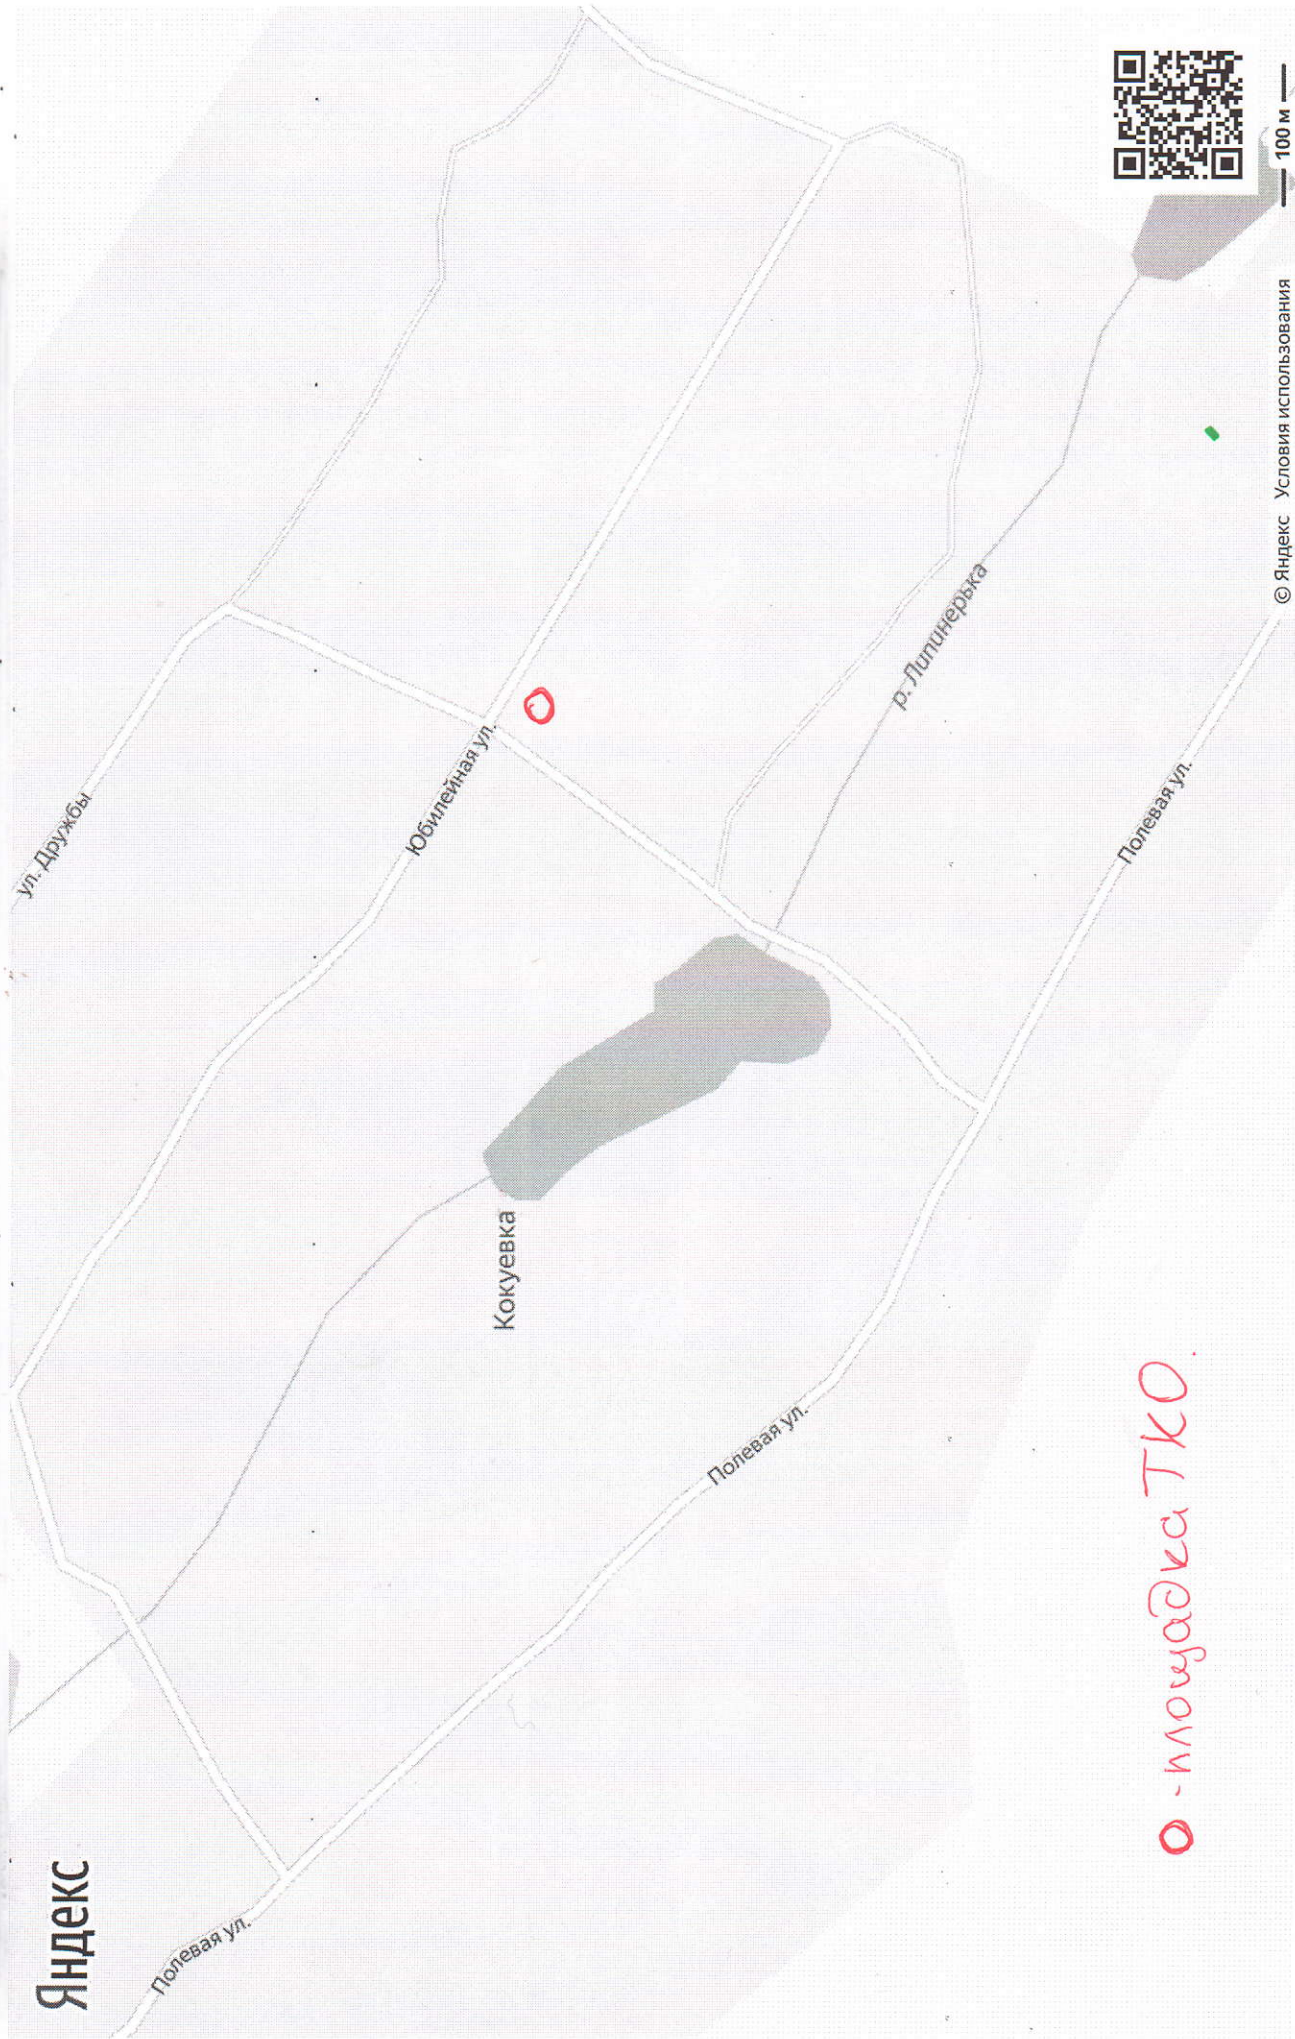 Яндекс
ул. Дружбы
Полевая ул.
Юбилейная ул.
Кокуевка
Полевая ул.
р. Липинерька
Полевая ул.
- площадка ТКО.
© Яндекс Условия использования 100 м